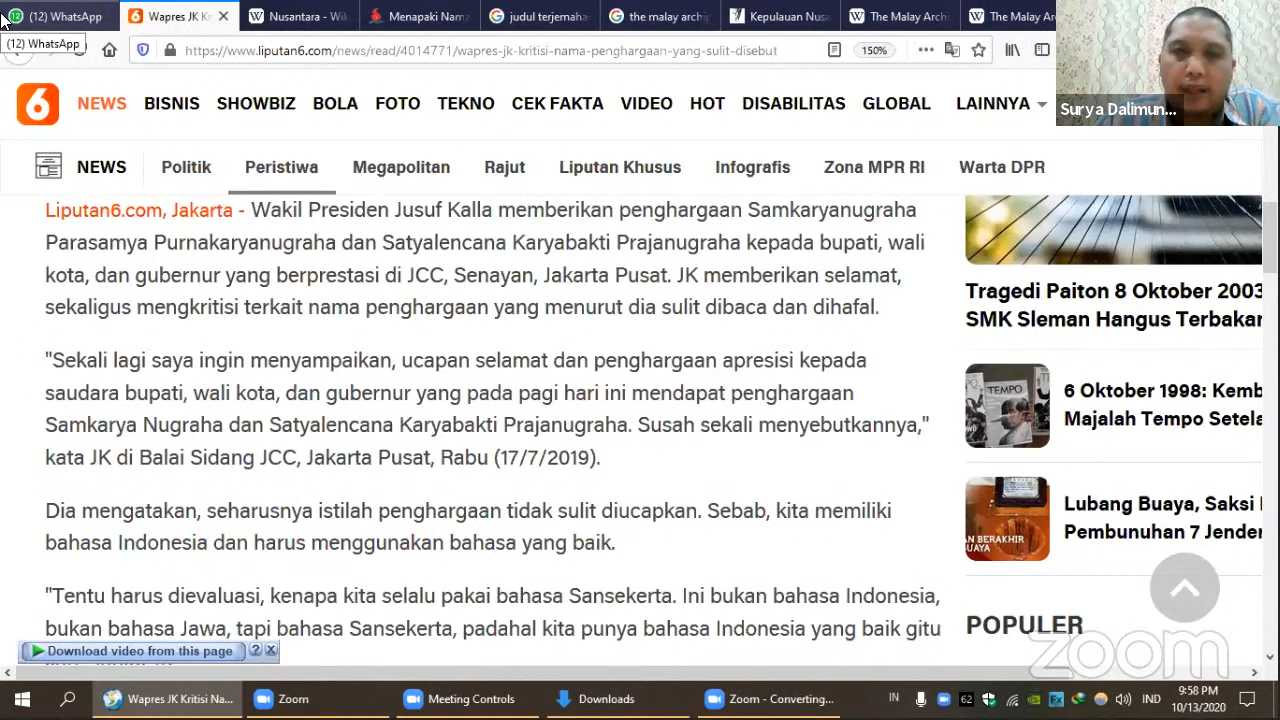 (12) WhatsApp
Wapres JK Kr
Nusantara - Wik
Menapaki Nama
judul terjemaha
the malay archip
Kepulauan Nusa
The Malay Archi
The Malay Arc
(12) WhatsApp
https://www.liputan6.com/news/read/4014771/wapres-jk-kritisi-nama-penghargaan-yang-sulit-disebut
150%
Surya Dalimun...
6
NEWS BISNIS SHOWBIZ BOLA FOTO TEKNO CEK FAKTA VIDEO HOT DISABILITAS GLOBAL LAINNYA
NEWS Politik Peristiwa Megapolitan Rajut Liputan Khusus Infografis Zona MPR RI Warta DPR
Liputan6.com, Jakarta - Wakil Presiden Jusuf Kalla memberikan penghargaan Samkaryanugraha
Parasamya Purnakaryanugraha dan Satyalencana Karyabakti Prajanugraha kepada bupati, wali
kota, dan gubernur yang berprestasi di JCC, Senayan, Jakarta Pusat. JK memberikan selamat,
sekaligus mengkritisi terkait nama penghargaan yang menurut dia sulit dibaca dan dihafal.
"Sekali lagi saya ingin menyampaikan, ucapan selamat dan penghargaan apresisi kepada
saudara bupati, wali kota, dan gubernur yang pada pagi hari ini mendapat penghargaan
Samkarya Nugraha dan Satyalencana Karyabakti Prajanugraha. Susah sekali menyebutkannya,"
kata JK di Balai Sidang JCC, Jakarta Pusat, Rabu (17/7/2019).
Dia mengatakan, seharusnya istilah penghargaan tidak sulit diucapkan. Sebab, kita memiliki
bahasa Indonesia dan harus menggunakan bahasa yang baik.
"Tentu harus dievaluasi, kenapa kita selalu pakai bahasa Sansekerta. Ini bukan bahasa Indonesia,
bukan bahasa Jawa, tapi bahasa Sansekerta, padahal kita punya bahasa Indonesia yang baik gitu
Tragedi Paiton 8 Oktober 2003
SMK Sleman Hangus Terbakar
TEMPO
6 Oktober 1998: Kemb
Majalah Tempo Setela
BERAKHIR
BUAYA
Lubang Buaya, Saksi
Pembunuhan 7 Jender
POPULER
zoom
Download video from this page
? X
Wapres JK Kritisi Na...
Zoom
Meeting Controls
Downloads
Zoom - Converting...
IN
62
IND
9:58 PM
10/13/2020